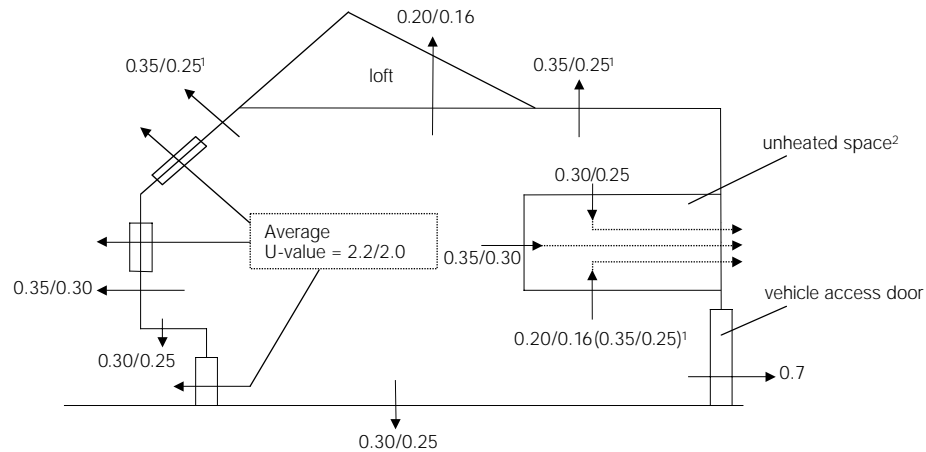 0.20/0.16
0.35/0.25¹
loft
0.35/0.25¹
unheated space²
0.30/0.25
Average
U-value = 2.2/2.0
0.35/0.30
0.35/0.30
vehicle access door
0.20/0.16(0.35/0.25)¹
0.30/0.25
0.7
0.30/0.25